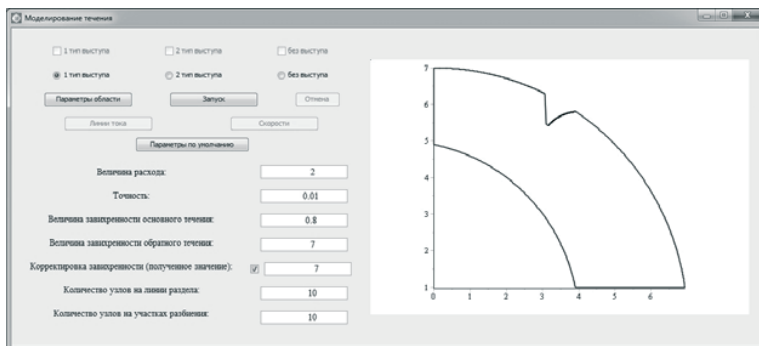 Моделирование течения
1 тип выступа 2 тип выступа без выступа
1 тип выступа 2 тип выступа без выступа
Параметры области Запуск Отмена
Линии тока Скорости
Параметры по умолчанию
Величина расхода: 2
Точность: 0.01
Величина завихренности основного течения: 0.8
Величина завихренности обратного течения: 7
Корректировка завихренности (полученное значение): 7
Количество узлов на линии раздела: 10
Количество узлов на участках разбиения: 10
7
6
5
4
3
2
1
0 1 2 3 4 5 6